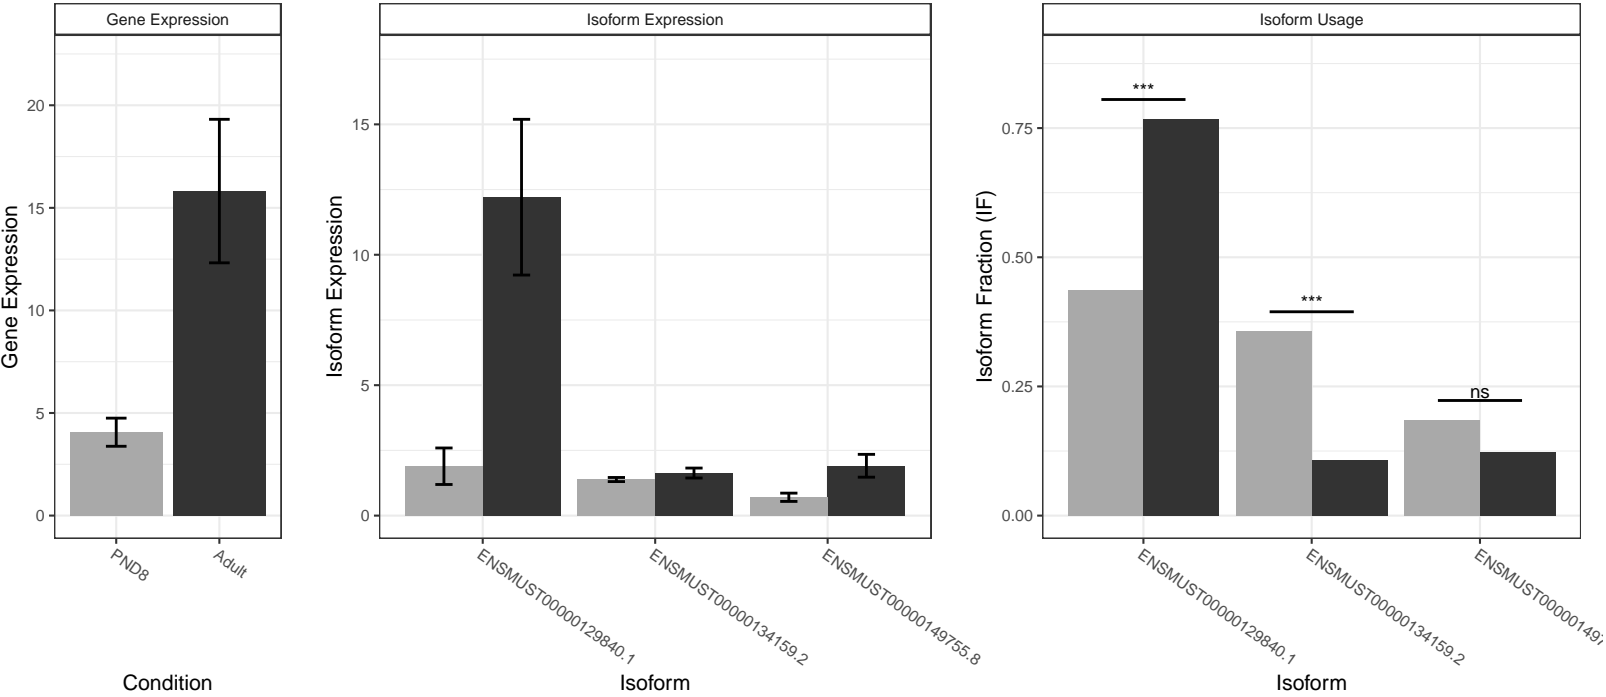 Gene Expression
Gene Expression
20
15
10
5
0
PND8
Adult
Condition
Isoform Expression
Isoform Expression
15
10
5
0
ENSMUST00000129840.1
ENSMUST00000134159.2
ENSMUST00000149755.8
Isoform
Isoform Usage
Isoform Fraction (IF)
0.75
0.50
0.25
0.00
***
***
ns
ENSMUST00000129840.1
ENSMUST00000134159.2
ENSMUST000001497
Isoform